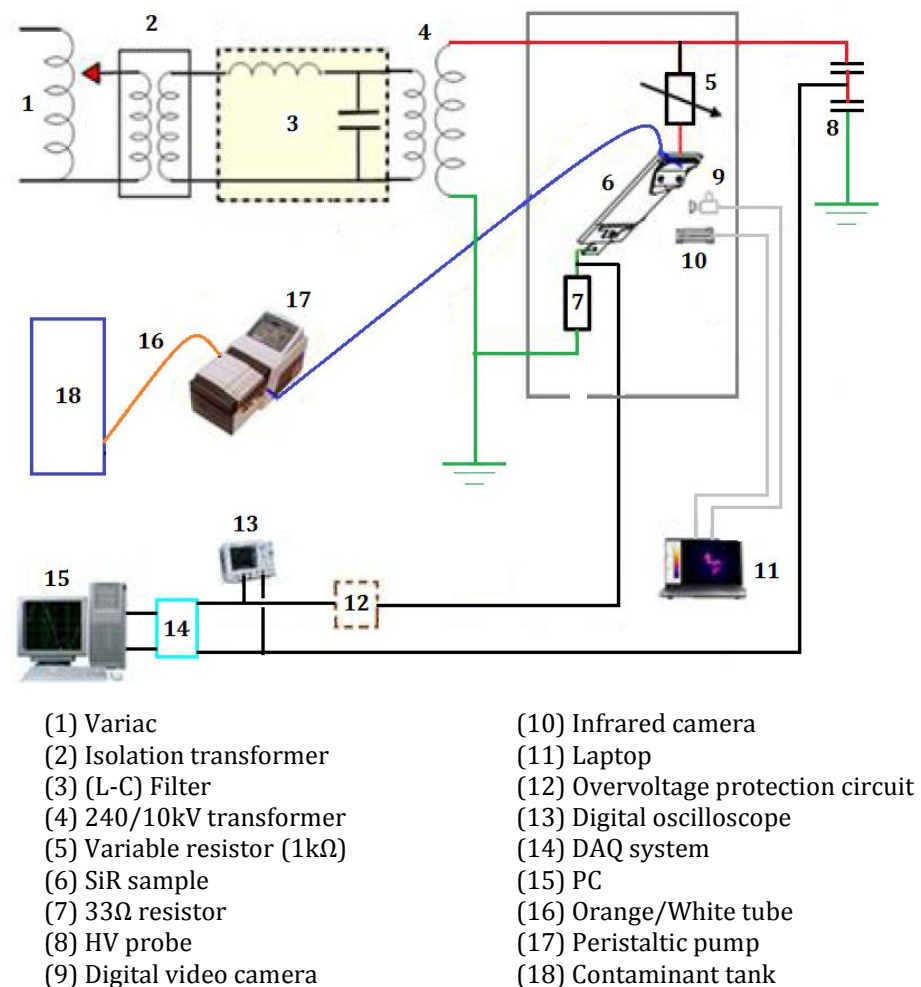 2
4
1
3
5
8
6
9
10
7
17
16
18
13
15
12
11
14
(1) Variac
(2) Isolation transformer
(3) (L-C) Filter
(4) 240/10kV transformer
(5) Variable resistor (1kΩ)
(6) SiR sample
(7) 33Ω resistor
(8) HV probe
(9) Digital video camera
(10) Infrared camera
(11) Laptop
(12) Overvoltage protection circuit
(13) Digital oscilloscope
(14) DAQ system
(15) PC
(16) Orange/White tube
(17) Peristaltic pump
(18) Contaminant tank